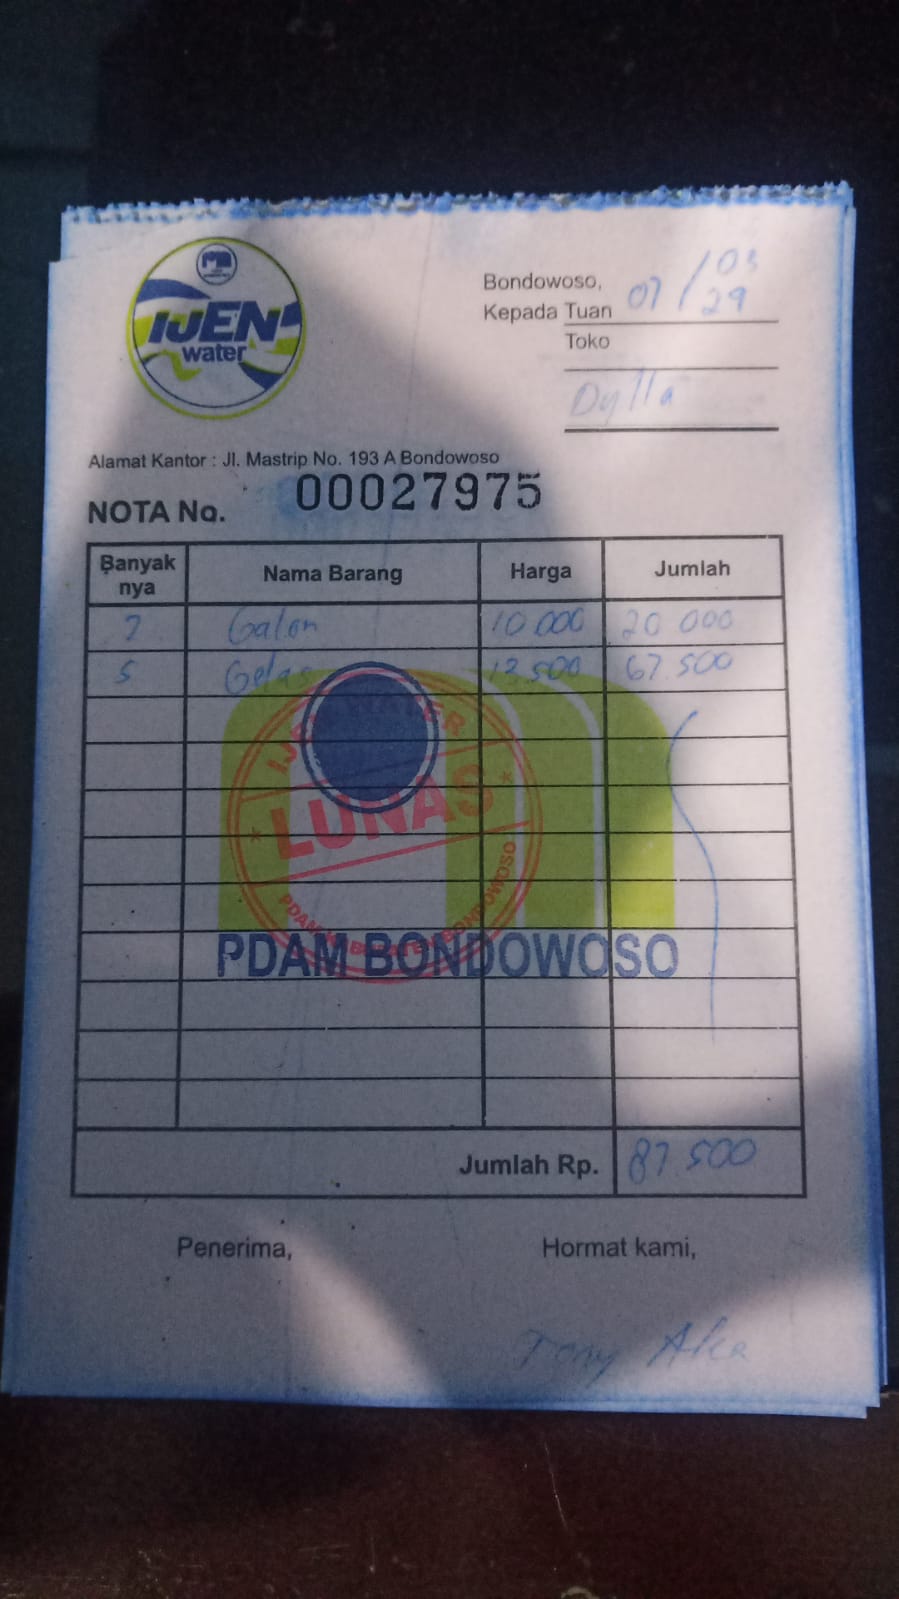 IJEN
water
Bondowoso,
07/03
29
Kepada Tuan
Toko
Dylla
Alamat Kantor : Jl. Mastrip No. 193 A Bondowoso
NOTA No. 00027975
Banyak nya Nama Barang Harga Jumlah
2 Galon 10 000 20 000
5 Gelas 13.500 67.500
IJEN WATER
LUNAS
PDAM BONDOWOSO
PDAM BONDOWOSO
Jumlah Rp. 87.500
Penerima, Hormat kami,
Tony